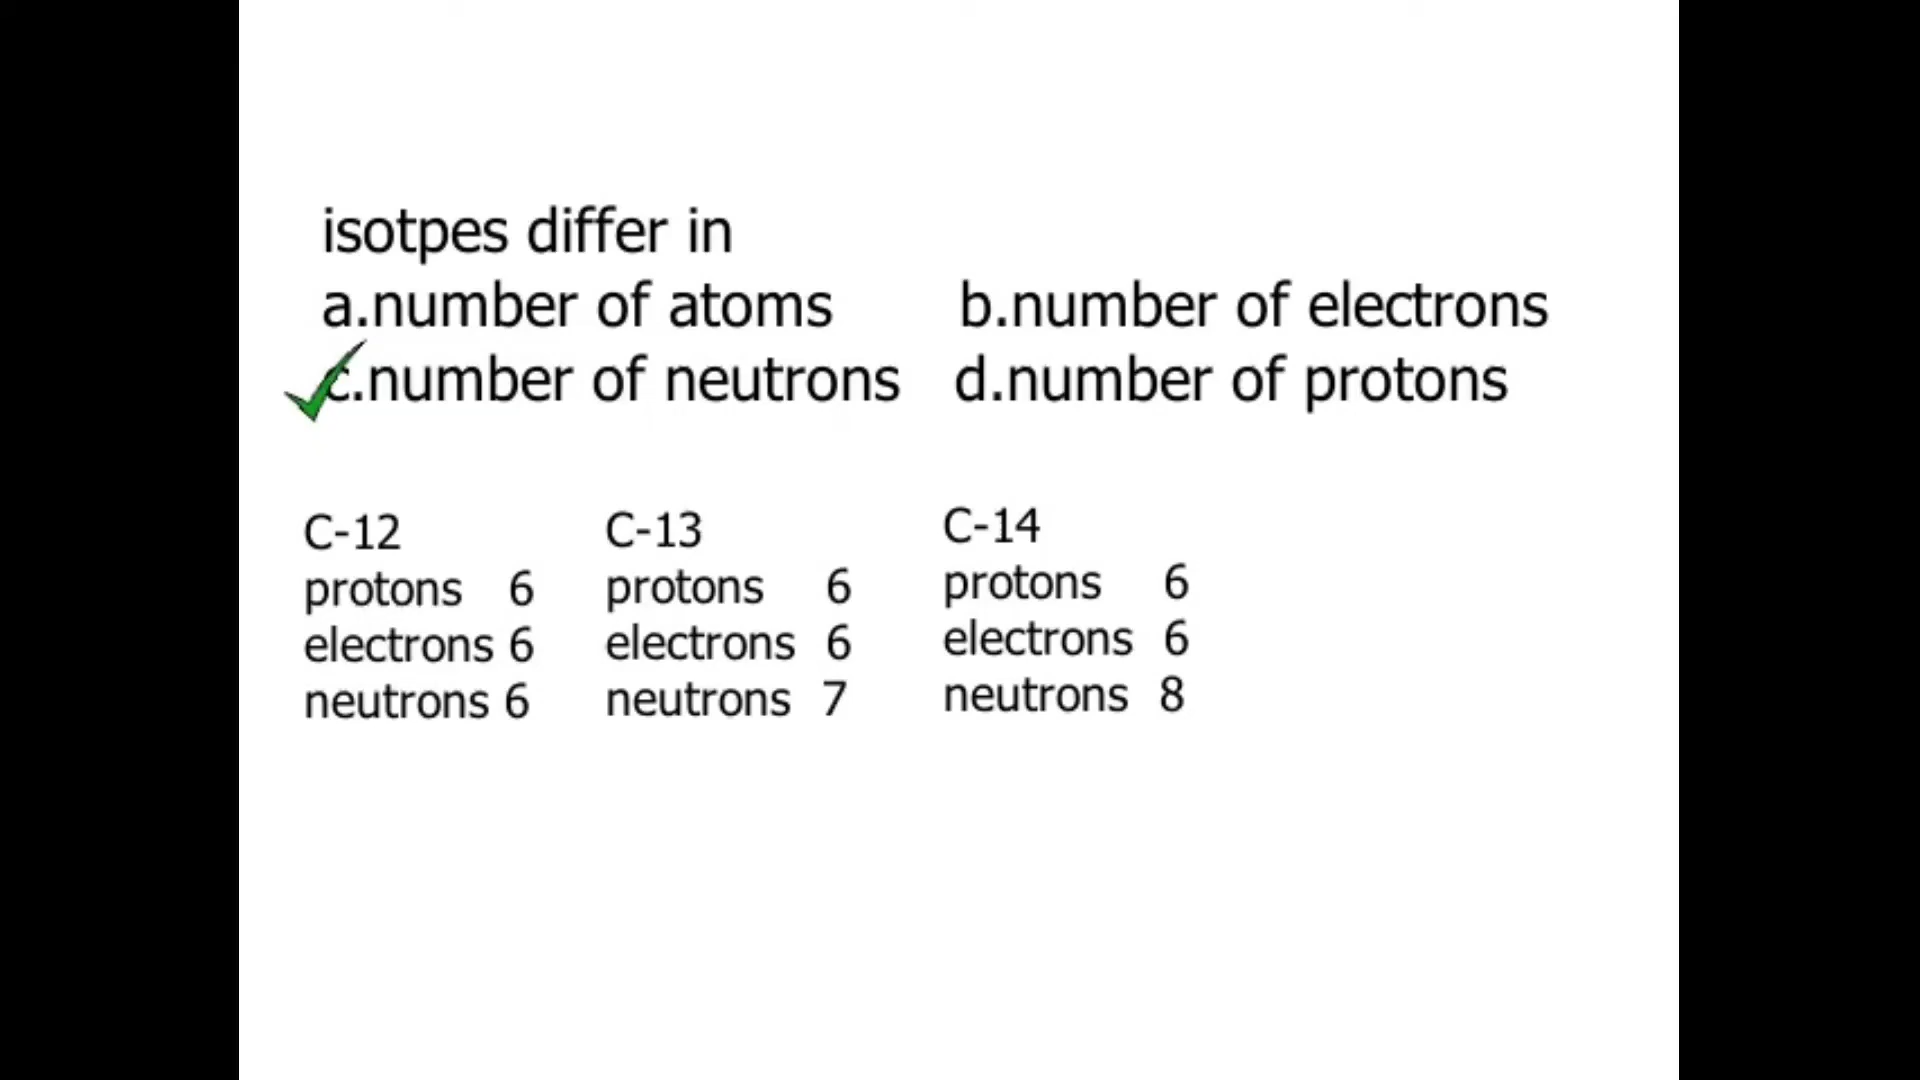 isotpes differ in
a.number of atoms b.number of electrons
c.number of neutrons d.number of protons
C-12 C-13 C-14
protons 6 protons 6 protons 6
electrons 6 electrons 6 electrons 6
neutrons 6 neutrons 7 neutrons 8